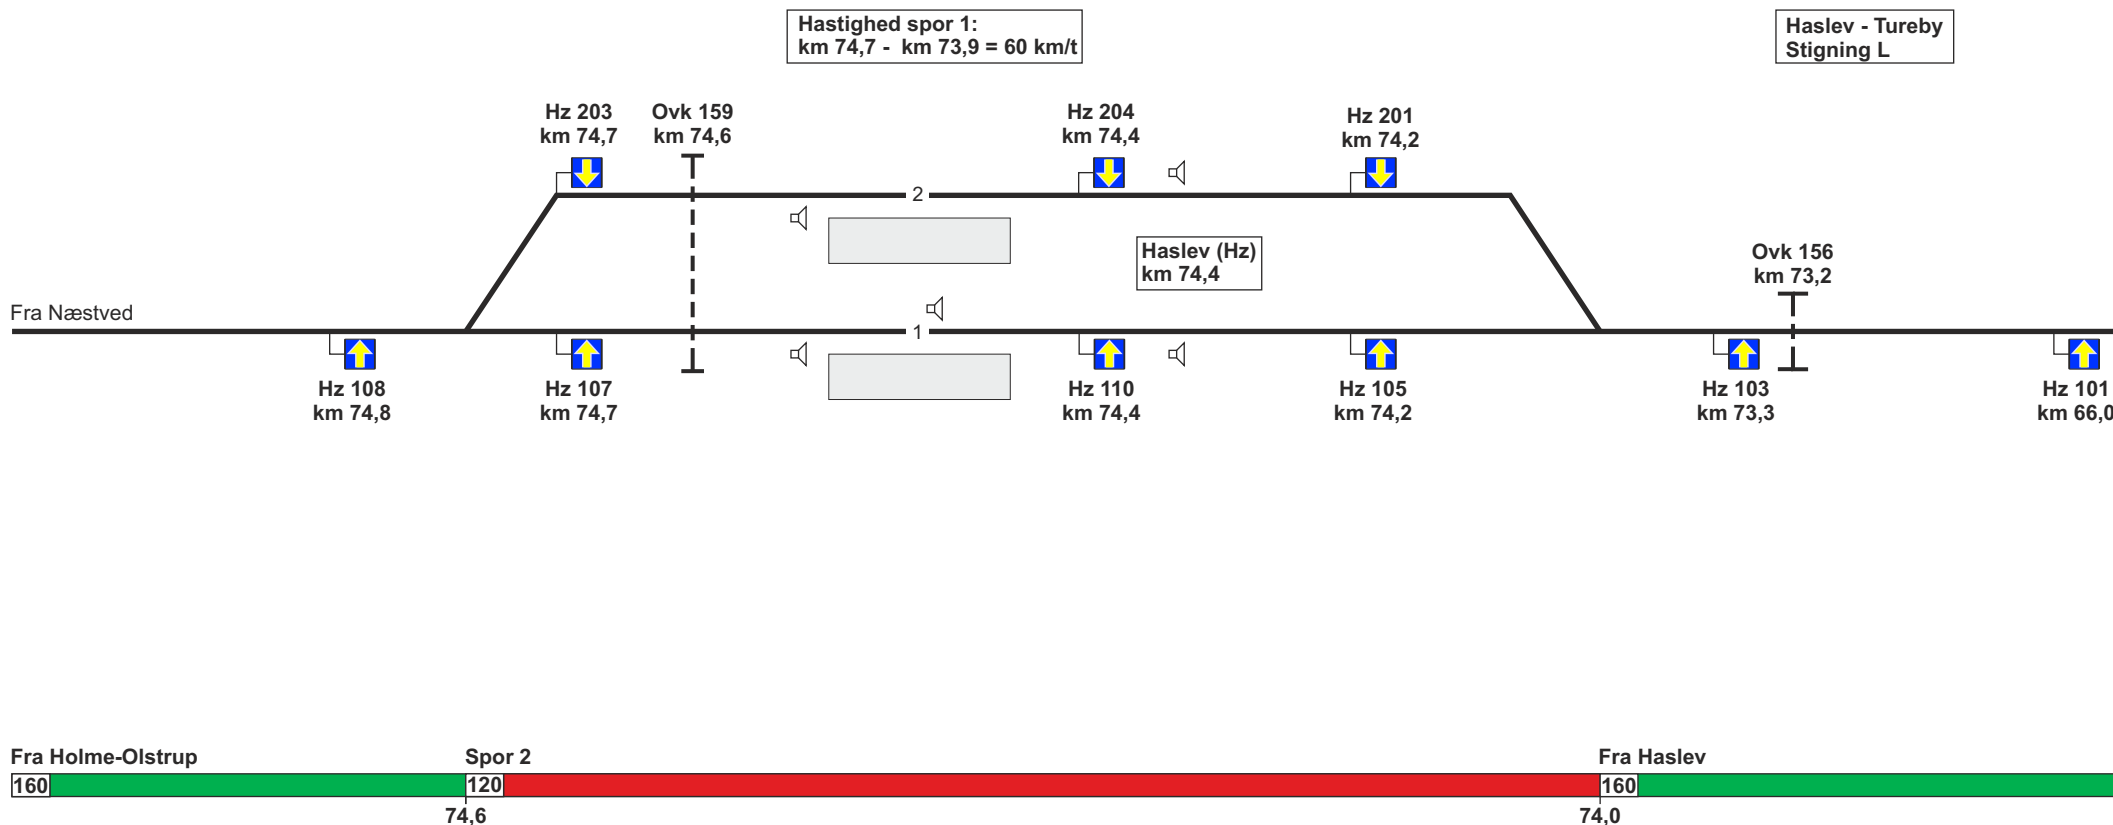 Hastighed spor 1:
km 74,7 - km 73,9 = 60 km/t
Haslev - Tureby
Stigning L
Hz 203
km 74,7
Ovk 159
km 74,6
Hz 204
km 74,4
Hz 201
km 74,2
2
Haslev (Hz)
km 74,4
Ovk 156
km 73,2
Fra Næstved
1
Hz 108
km 74,8
Hz 107
km 74,7
Hz 110
km 74,4
Hz 105
km 74,2
Hz 103
km 73,3
Hz 101
km 66,0
Fra Holme-Olstrup
Spor 2
Fra Haslev
160
120
160
74,6
74,0